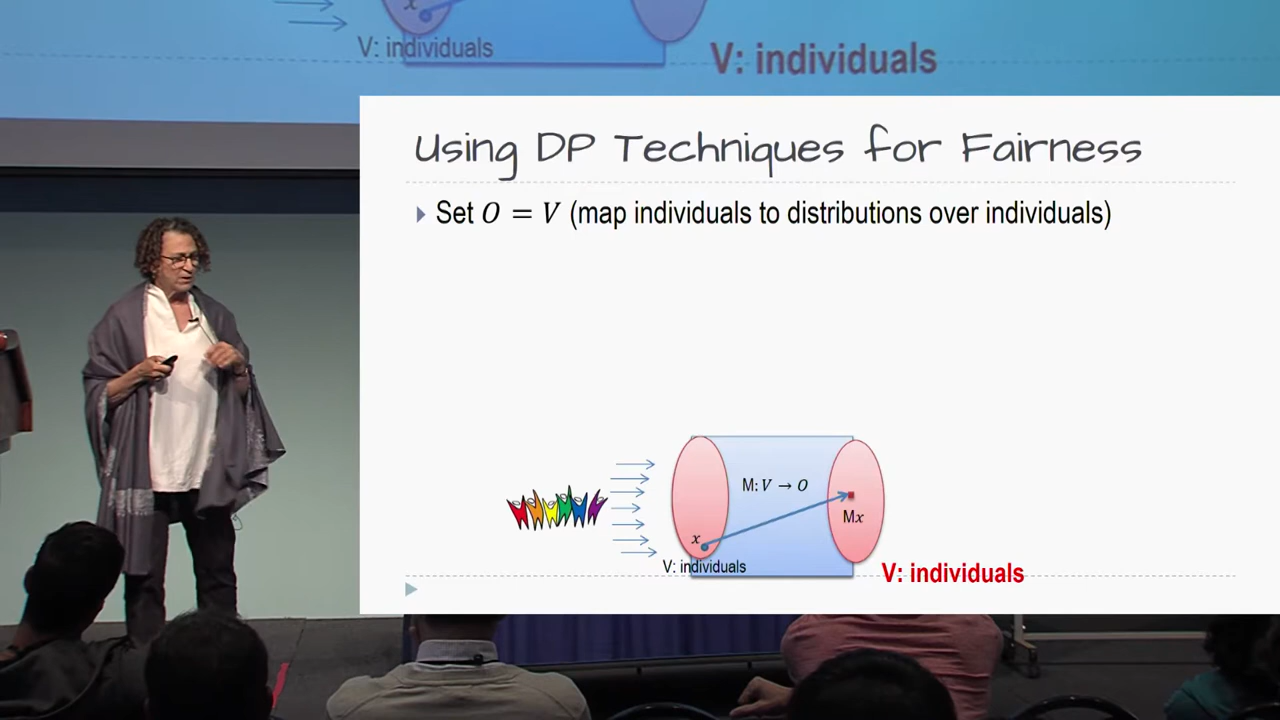 x
V: individuals
V: individuals
Using DP Techniques for Fairness
Set O = V (map individuals to distributions over individuals)
M: V → O
Mx
x
V: individuals
V: individuals